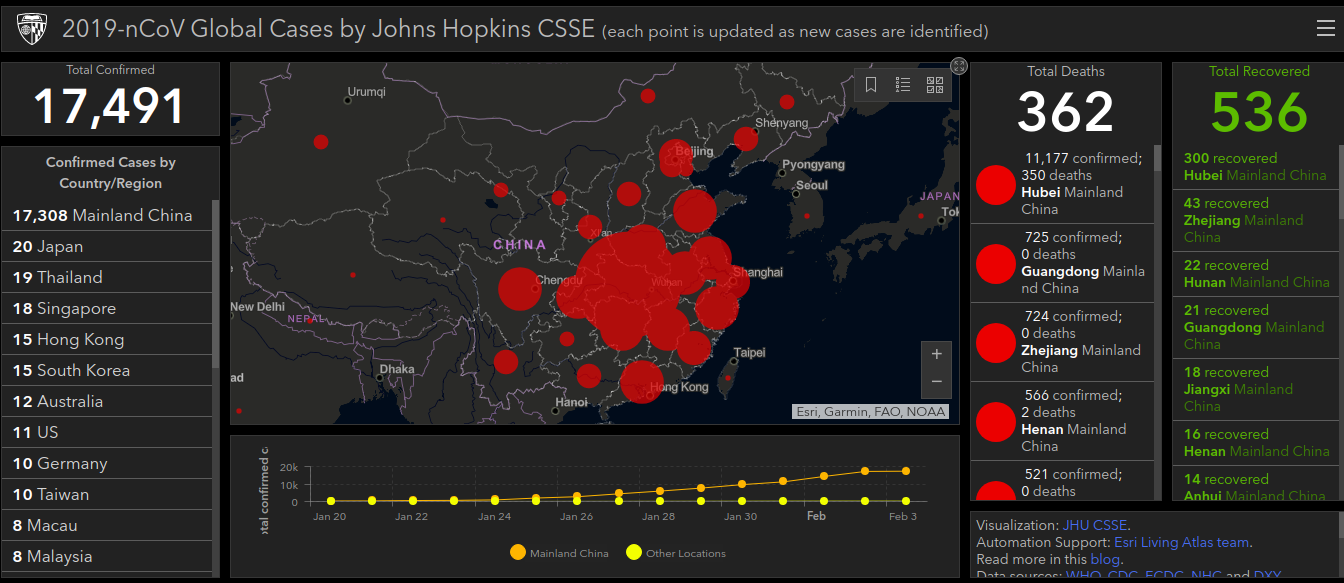 2019-nCoV Global Cases by Johns Hopkins CSSE (each point is updated as new cases are identified)
Total Confirmed
17,491
Confirmed Cases by
Country/Region
17,308 Mainland China
20 Japan
19 Thailand
18 Singapore
15 Hong Kong
15 South Korea
12 Australia
11 US
10 Germany
10 Taiwan
8 Macau
8 Malaysia
Urumqi
Shenyang
Beijing
Pyongyang
Seoul
JAPAN
Tok
Xi'an
CHINA
Chengdu
Wuhan
Shanghai
New Delhi
NEPAL
Taipei
Dhaka
ad
Hong Kong
Hanoi
+
−
Esri, Garmin, FAO, NOAA
tal confirmed c
20k
10k
0
Jan 20
Jan 22
Jan 24
Jan 26
Jan 28
Jan 30
Feb
Feb 3
Mainland China
Other Locations
Total Deaths
362
11,177 confirmed;
350 deaths
Hubei Mainland
China
725 confirmed;
0 deaths
Guangdong Mainla
nd China
724 confirmed;
0 deaths
Zhejiang Mainland
China
566 confirmed;
2 deaths
Henan Mainland
China
521 confirmed;
0 deaths
Total Recovered
536
300 recovered
Hubei Mainland China
43 recovered
Zhejiang Mainland
China
22 recovered
Hunan Mainland China
21 recovered
Guangdong Mainland
China
18 recovered
Jiangxi Mainland
China
16 recovered
Henan Mainland China
14 recovered
Anhui Mainland China
Visualization: JHU CSSE.
Automation Support: Esri Living Atlas team.
Read more in this blog.
Data sources: WHO, CDC, ECDC, NHC and DXY.